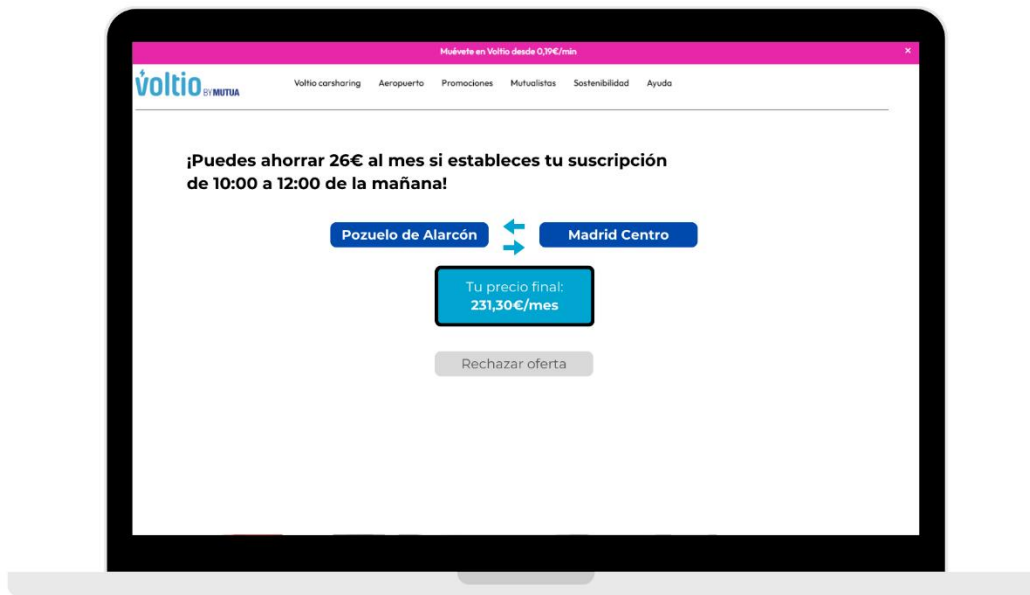 Muévete en Voltio desde 0,19€/min ×
voltio BY MUTUA
Voltio carsharing Aeropuerto Promociones Mutualistas Sostenibilidad Ayuda
¡Puedes ahorrar 26€ al mes si estableces tu suscripción
de 10:00 a 12:00 de la mañana!
Pozuelo de Alarcón Madrid Centro
Tu precio final:
231,30€/mes
Rechazar oferta